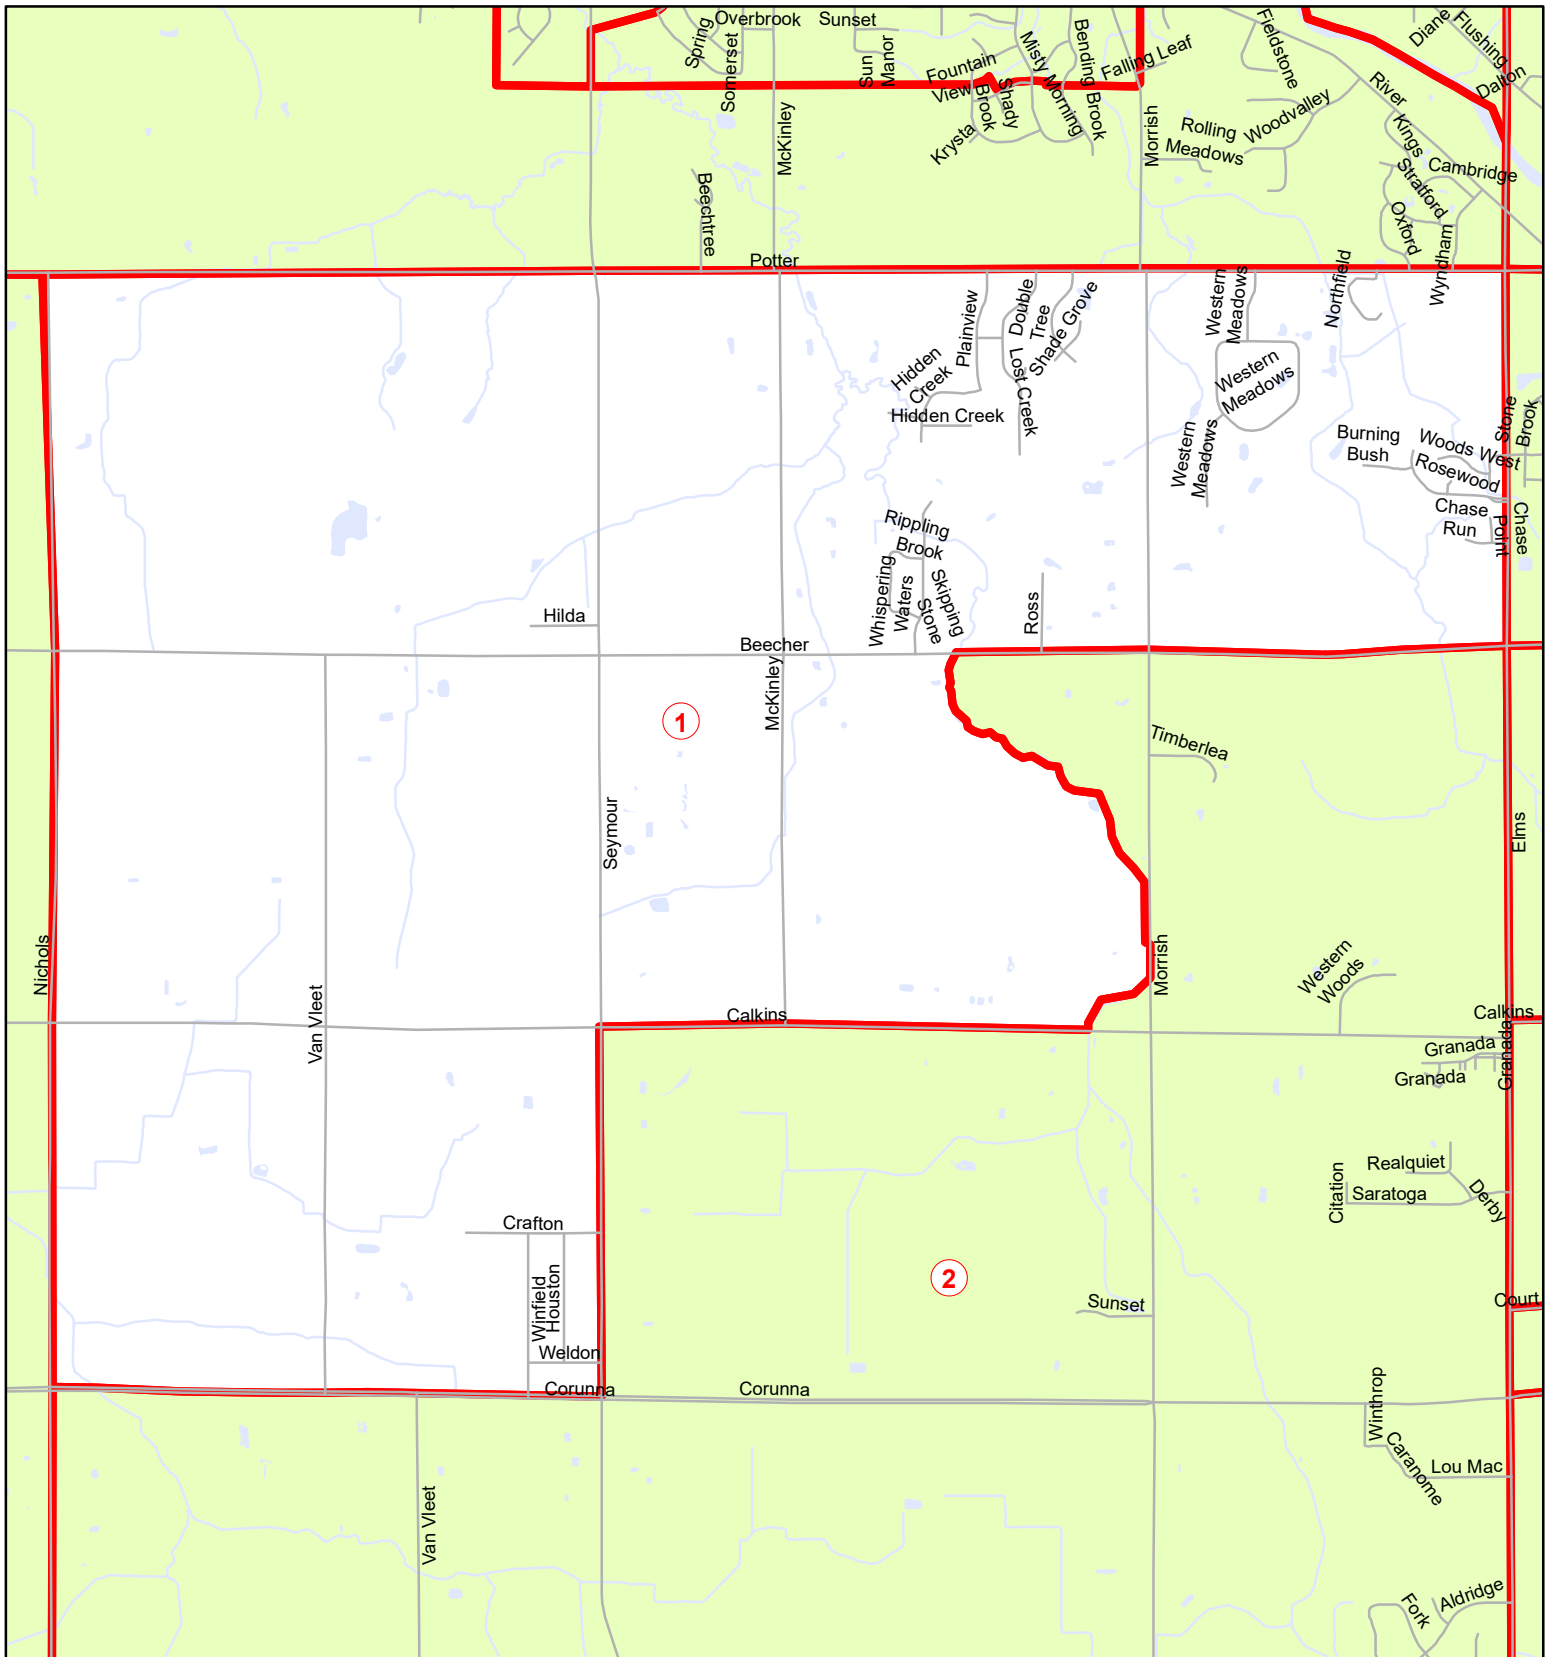 Overbrook
Sunset
Spring
Somerset
Sun
Manor
Fountain
View
Misty Morning
Bending Brook
Falling Leaf
Fieldstone
Diane
Flushing
Dalton
River
Kings
Shady
Brook
Krysta
McKinley
Morrish
Rolling
Meadows
Woodvalley
Cambridge
Stratford
Oxford
Wyndham
Beechtree
Potter
Northfield
Western
Meadows
Plainview
Double
Tree
Shade Grove
Lost Creek
Hidden
Creek
Hidden Creek
Western
Meadows
Western
Meadows
Burning
Bush
Woods West
Rosewood
Stone
Brook
Chase
Run
Point
Chase
Rippling
Brook
Whispering
Waters
Skipping
Stone
Ross
Hilda
Beecher
McKinley
1
Timberlea
Seymour
Elms
Nichols
Morrish
Western
Woods
Van Vleet
Calkins
Calkins
Granada
Granada
Granada
Realquiet
Citation
Saratoga
Derby
Crafton
Winfield
Houston
2
Sunset
Court
Weldon
Corunna
Corunna
Winthrop
Caranome
Lou Mac
Van Vleet
Fork
Aldridge